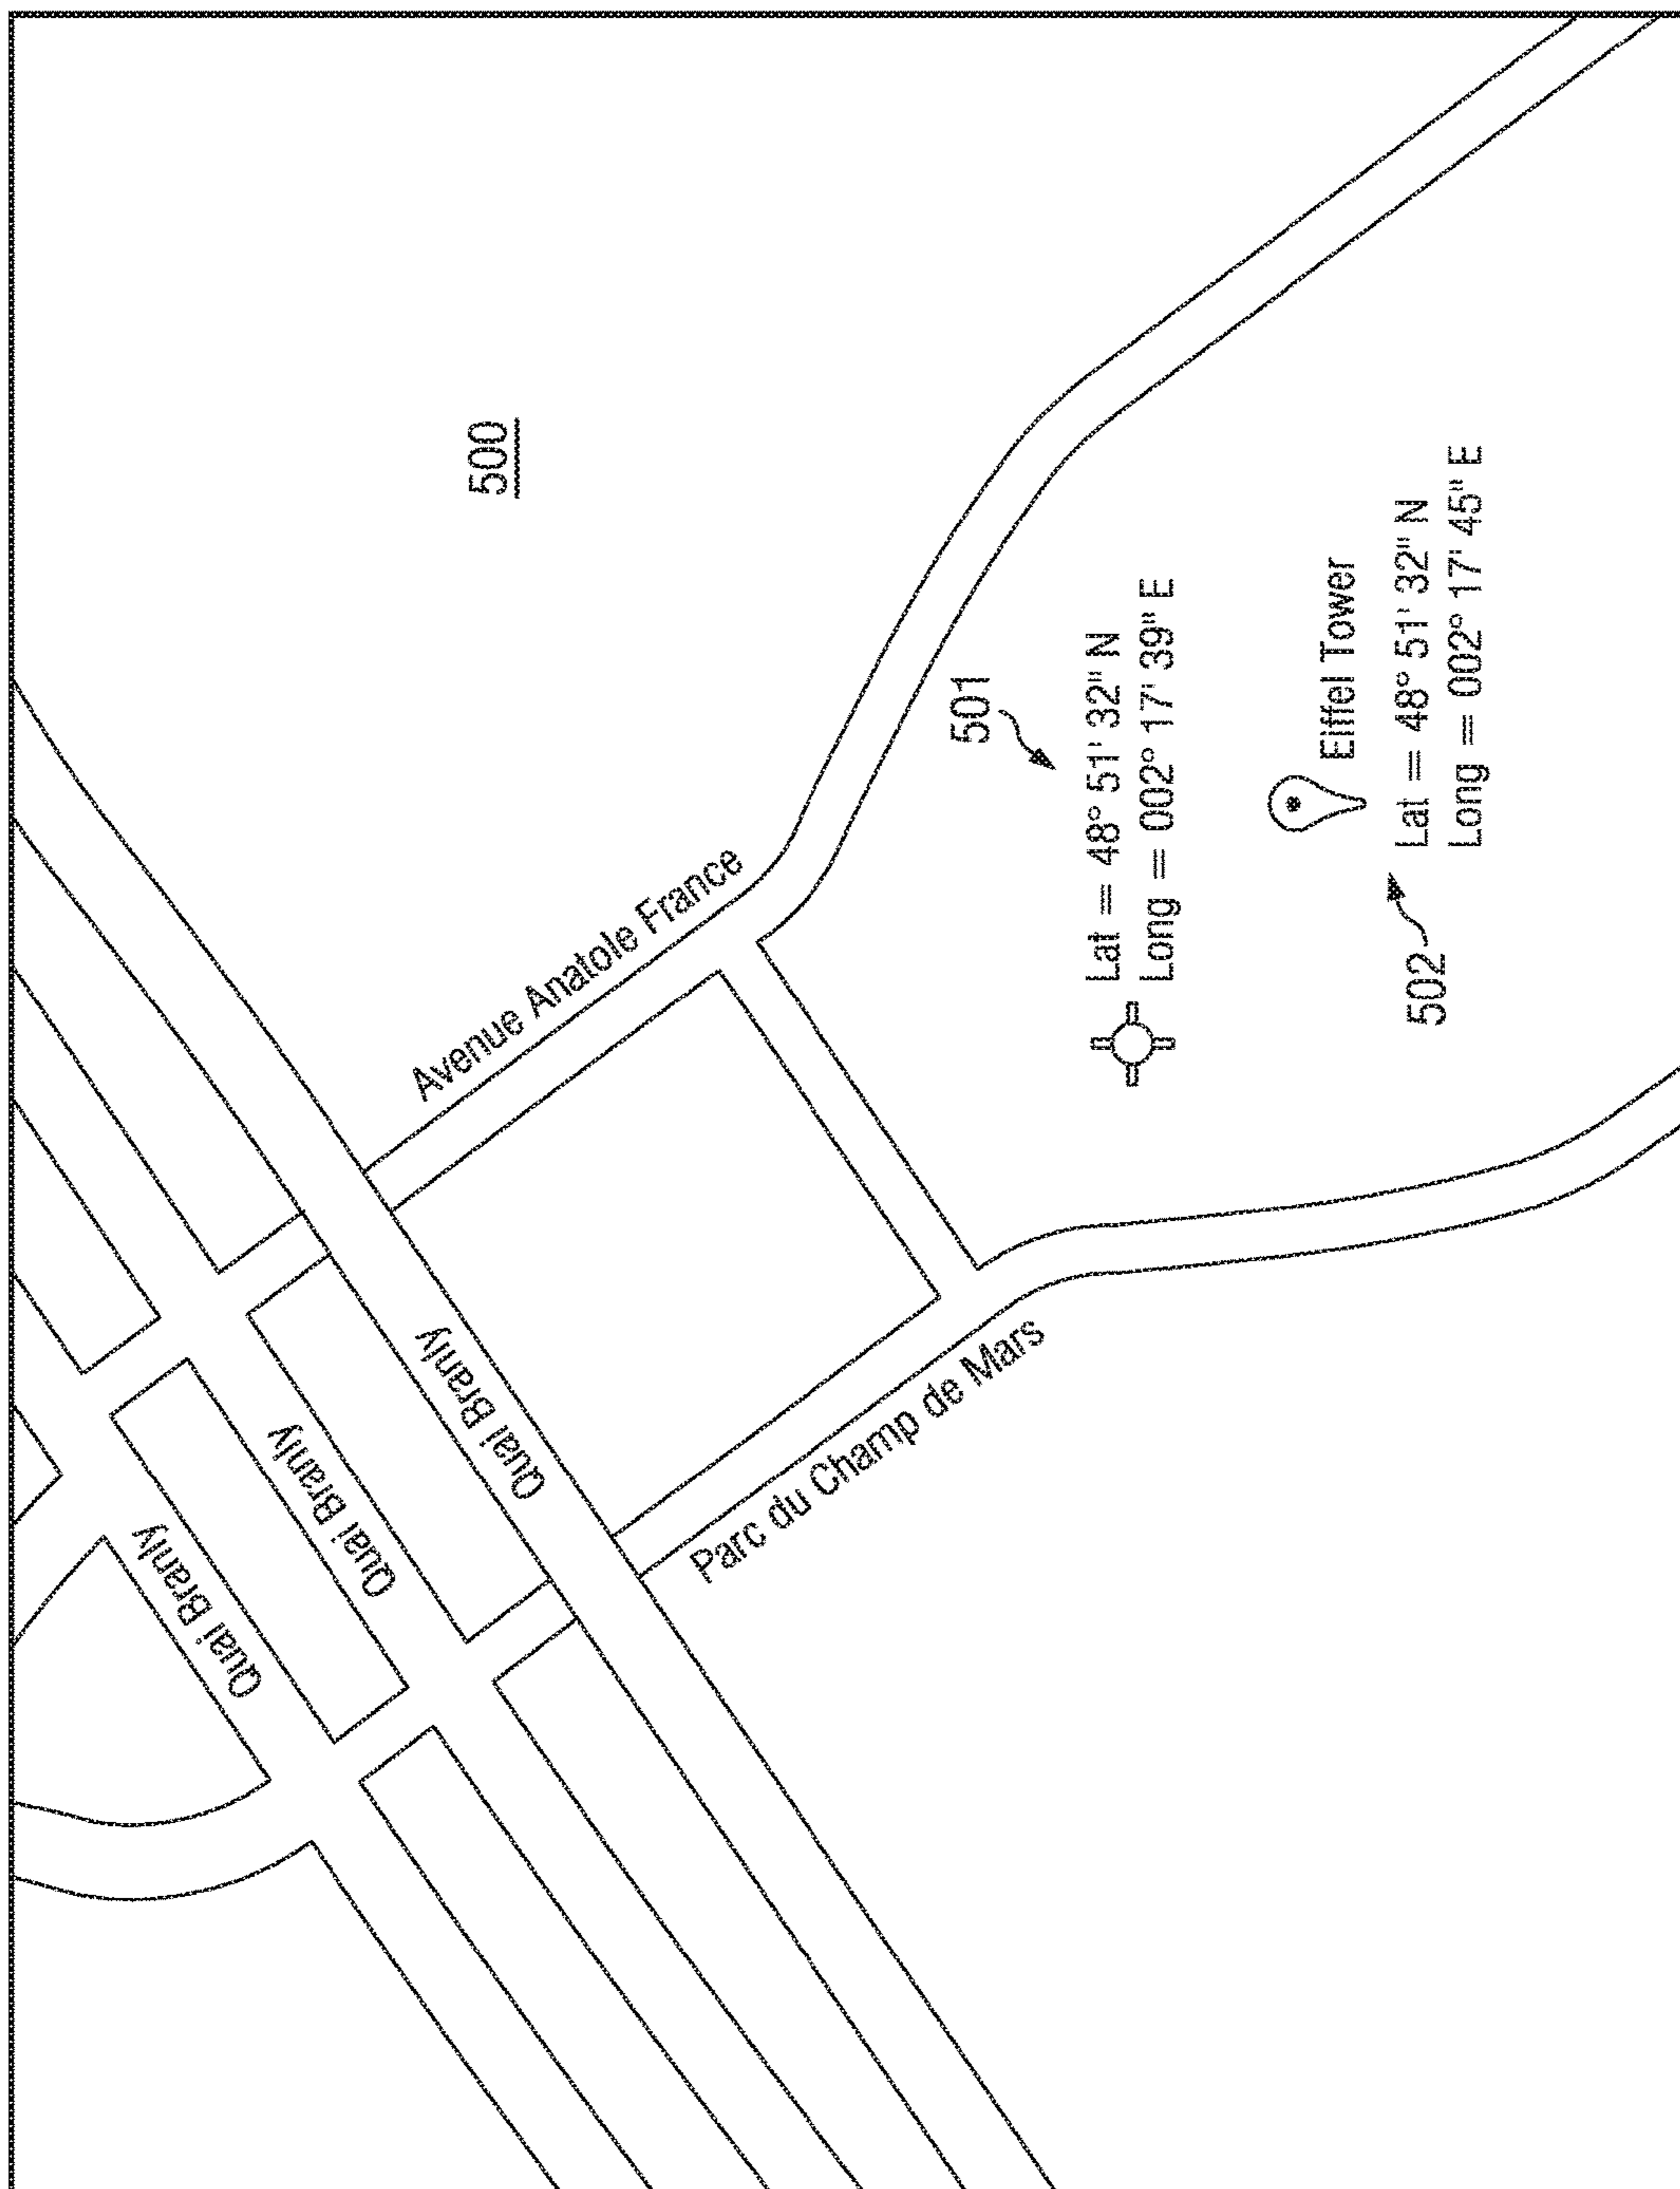 500
Quai Branly
Quai Branly
Quai Branly
Avenue Anatole France
Parc du Champ de Mars
501
Lat = 48° 51' 32" N
Long = 002° 17' 39" E
Eiffel Tower
502
Lat = 48° 51' 32" N
Long = 002° 17' 45" E